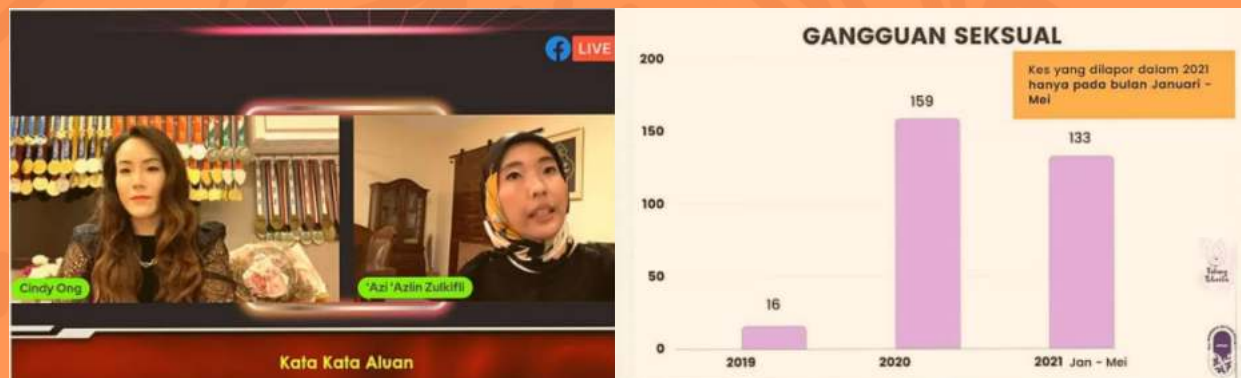 LIVE
Cindy Ong
'Azi 'Azlin Zulkifli
Kata Kata Aluan
GANGGUAN SEKSUAL
Kes yang dilapor dalam 2021
hanya pada bulan Januari -
Mei
200
150
100
50
0
16
159
133
2019
2020
2021 Jan - Mei